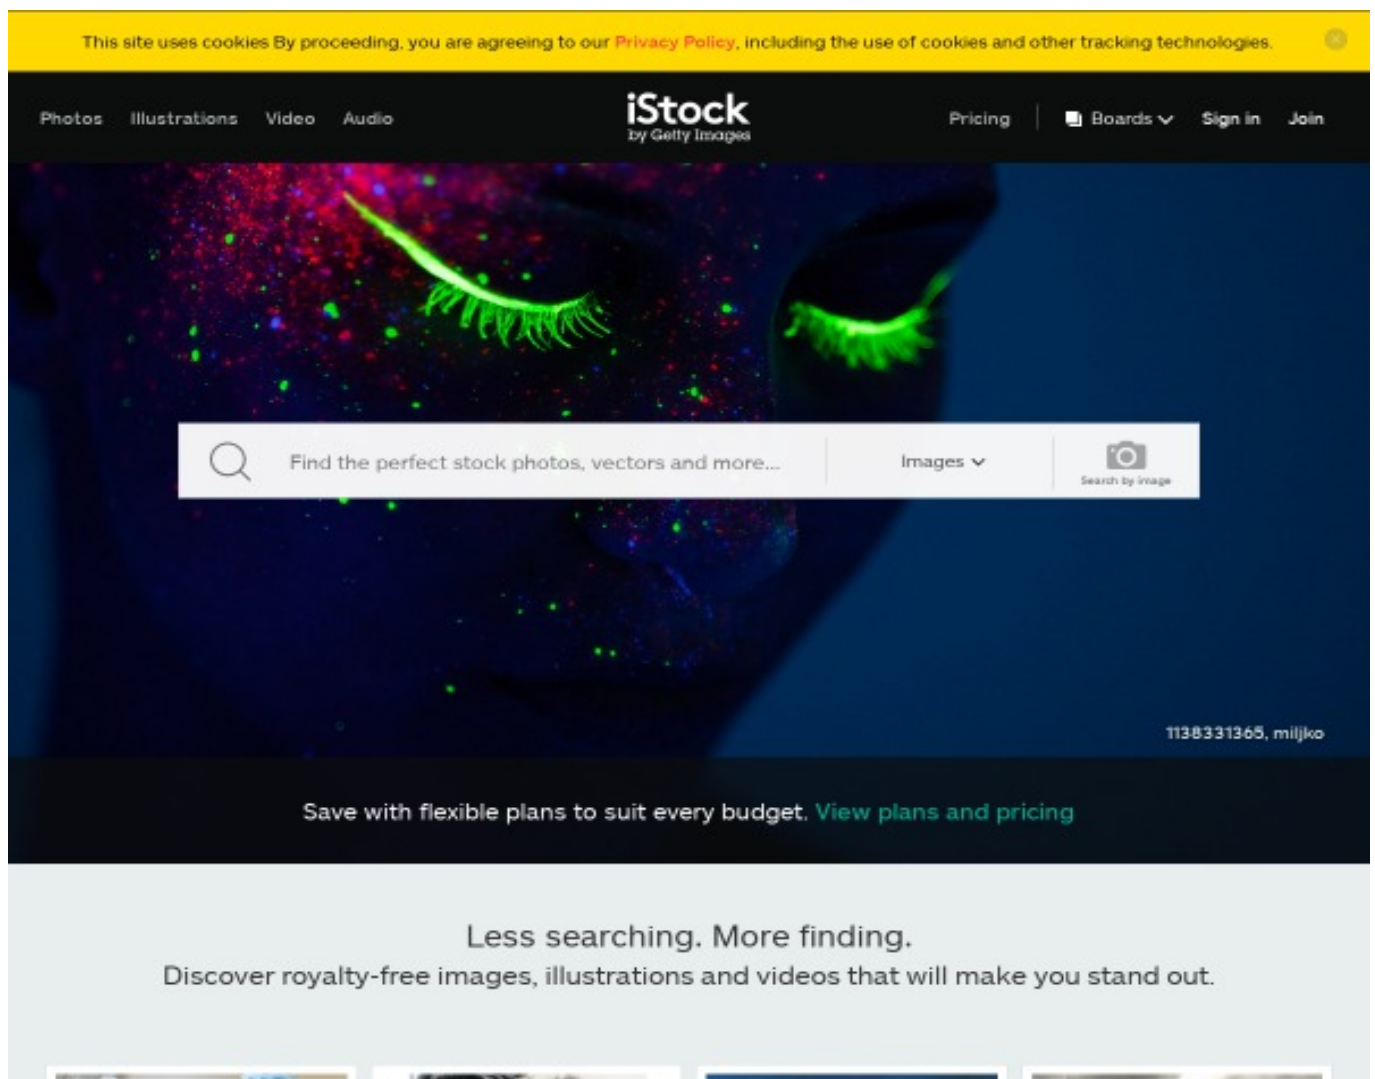 This site uses cookies By proceeding, you are agreeing to our Privacy Policy, including the use of cookies and other tracking technologies.
Photos Illustrations Video Audio
iStock
by Getty Images
Pricing Boards Sign in Join
Find the perfect stock photos, vectors and more...
Images
Search by image
1138331365, miljko
Save with flexible plans to suit every budget. View plans and pricing
Less searching. More finding.
Discover royalty-free images, illustrations and videos that will make you stand out.